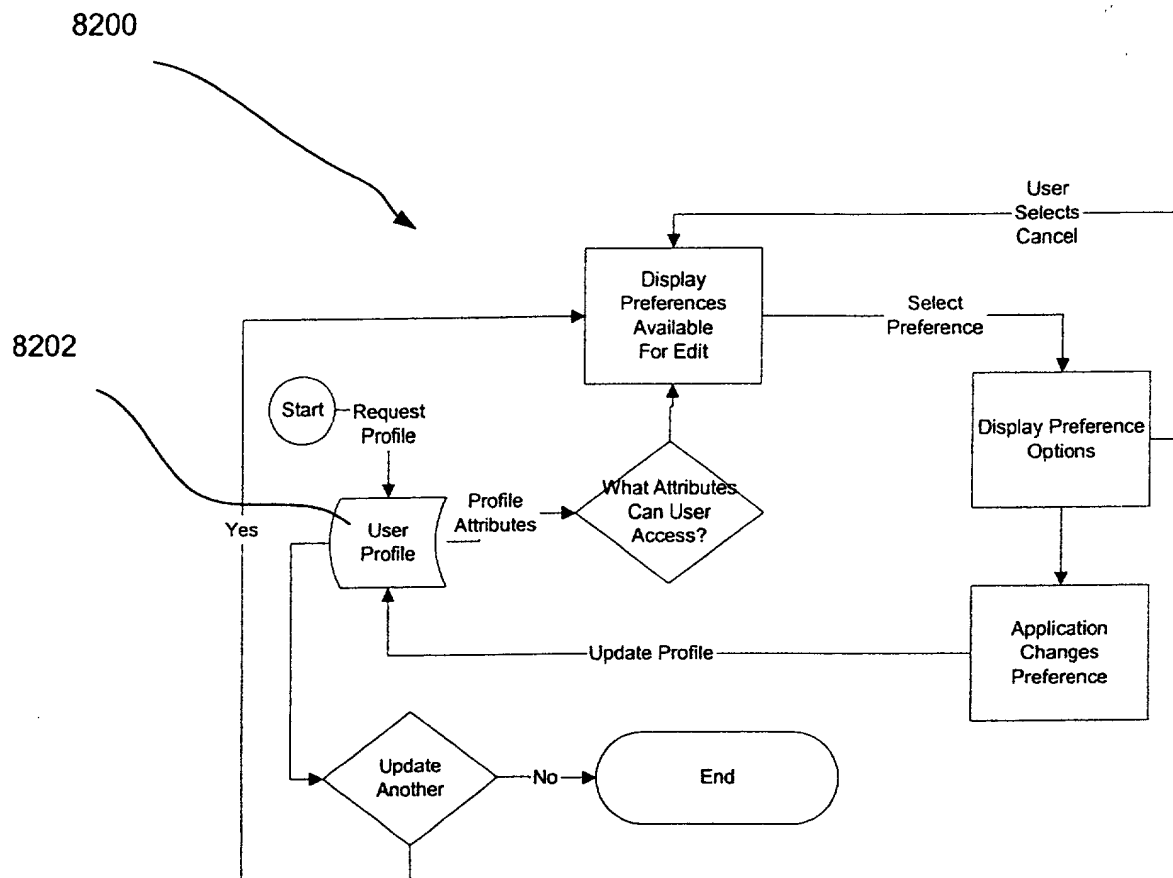 8200
User
Selects
Cancel
Display
Preferences
Available
For Edit
Select
Preference
8202
Start
Request
Profile
Display Preference
Options
What Attributes
Can User
Access?
Profile
Attributes
User
Profile
Yes
Application
Changes
Preference
Update Profile
Update
Another
No
End